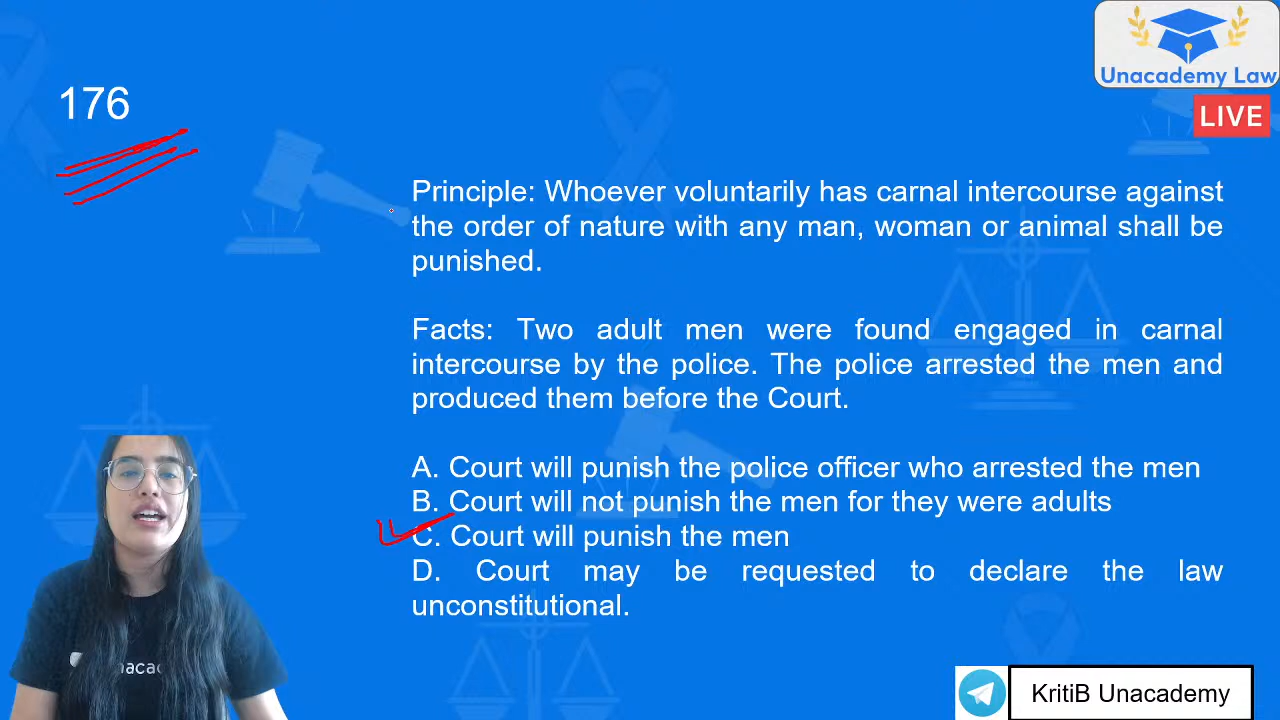 Unacademy Law
LIVE
176
Principle: Whoever voluntarily has carnal intercourse against
the order of nature with any man, woman or animal shall be
punished.
Facts: Two adult men were found engaged in carnal
intercourse by the police. The police arrested the men and
produced them before the Court.
A. Court will punish the police officer who arrested the men
B. Court will not punish the men for they were adults
C. Court will punish the men
D. Court may be requested to declare the law
unconstitutional.
KritiB Unacademy